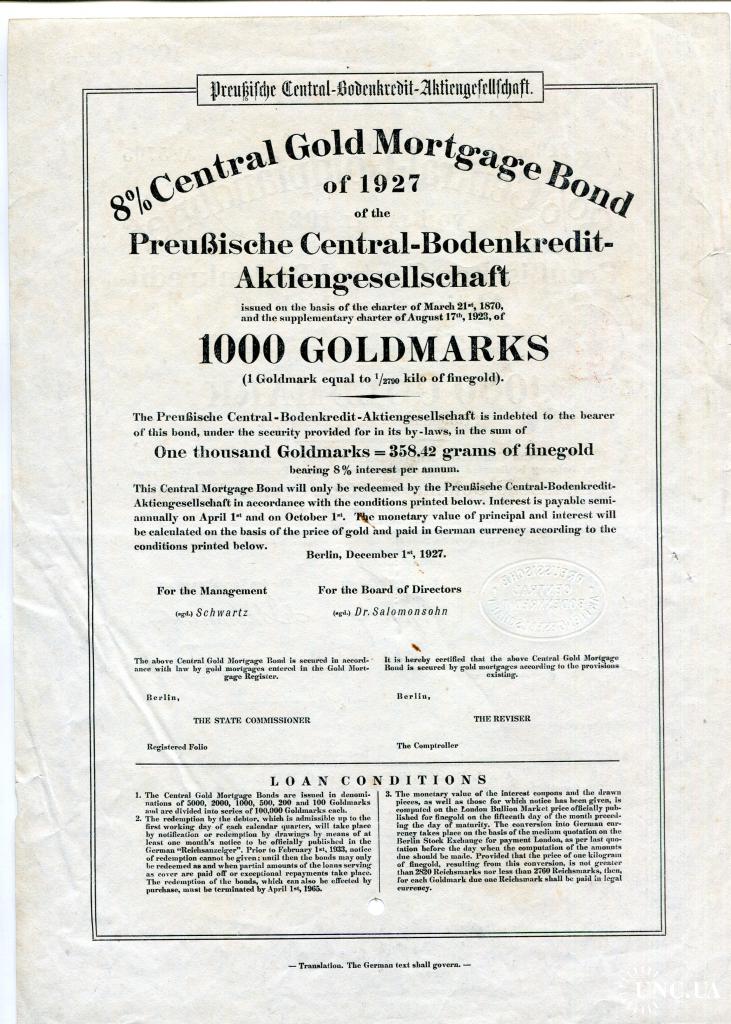 Preußische Central-Bodenkredit-Aktiengesellschaft.
8% Central Gold Mortgage Bond
of 1927
of the
Preußische Central-Bodenkredit-
Aktiengesellschaft
issued on the basis of the charter of March 21st, 1870,
and the supplementary charter of August 17th, 1923, of
1000 GOLDMARKS
(1 Goldmark equal to 1/2790 kilo of finegold).
The Preußische Central-Bodenkredit-Aktiengesellschaft is indebted to the bearer
of this bond, under the security provided for in its by-laws, in the sum of
One thousand Goldmarks = 358.42 grams of finegold
bearing 8% interest per annum.
This Central Mortgage Bond will only be redeemed by the Preußische Central-Bodenkredit-
Aktiengesellschaft in accordance with the conditions printed below. Interest is payable semi-
annually on April 1st and on October 1st. The monetary value of principal and interest will
be calculated on the basis of the price of gold and paid in German currency according to the
conditions printed below.
Berlin, December 1st, 1927.
For the Management
(sgd.) Schwartz
For the Board of Directors
(sgd.) Dr. Salomonsohn
The above Central Gold Mortgage Bond is secured in accord-
ance with law by gold mortgages entered in the Gold Mort-
gage Register.
Berlin,
THE STATE COMMISSIONER
Registered Folio
It is hereby certified that the above Central Gold Mortgage
Bond is secured by gold mortgages according to the provisions
existing.
Berlin,
THE REVISER
The Comptroller
LOAN CONDITIONS
1. The Central Gold Mortgage Bonds are issued in denomi-
nations of 5000, 2000, 1000, 500, 200 and 100 Goldmarks
and are divided into series of 100,000 Goldmarks each.
2. The redemption by the debtor, which is admissible up to the
first working day of each calendar quarter, will take place
by notification or redemption by drawings by means of at
least one month's notice to be officially published in the
German "Reichsanzeiger". Prior to February 1st, 1933, notice
of redemption cannot be given; until then the bonds may only
be redeemed as and when partial amounts of the loans serving
as cover are paid off or exceptional repayments take place.
The redemption of the bonds, which can also be effected by
purchase, must be terminated by April 1st, 1965.
3. The monetary value of the interest coupons and the drawn
pieces, as well as those for which notice has been given, is
computed on the London Bullion Market price officially pub-
lished for finegold on the fifteenth day of the month preced-
ing the day of maturity. The conversion into German cur-
rency takes place on the basis of the medium quotation on the
Berlin Stock Exchange for payment London, as per last quo-
tation before the day when the computation of the amounts
due should be made. Provided that the price of one kilogram
of finegold, resulting from this conversion, is not greater
than 2820 Reichsmarks nor less than 2760 Reichsmarks, then,
for each Goldmark due one Reichsmark shall be paid in legal
currency.
— Translation. The German text shall govern. —
UNC.UA